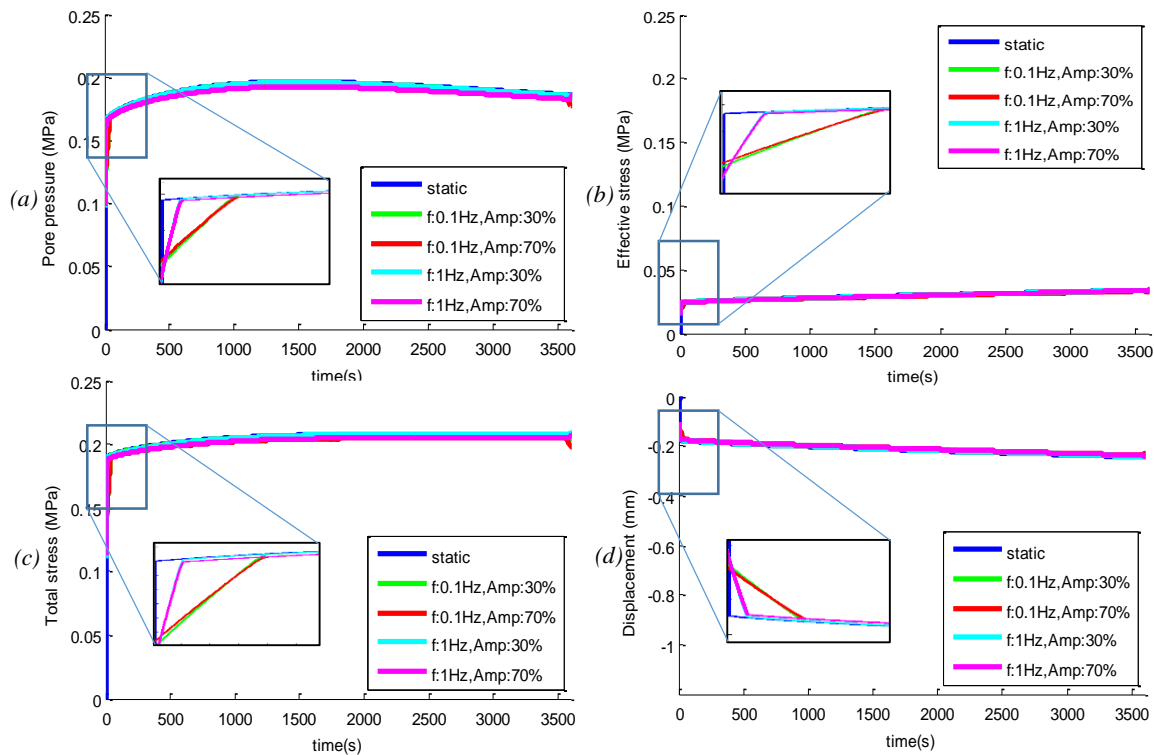 0.25
0.2
0.15
0.1
0.05
0
0 500 1000 1500 2000 2500 3000 3500
time(s)
Pore pressure (MPa)
(a)
static
f:0.1Hz,Amp:30%
f:0.1Hz,Amp:70%
f:1Hz,Amp:30%
f:1Hz,Amp:70%
0.25
0.2
0.15
0.1
0.05
0
0 500 1000 1500 2000 2500 3000 3500
time(s)
Effective stress (MPa)
(b)
static
f:0.1Hz,Amp:30%
f:0.1Hz,Amp:70%
f:1Hz,Amp:30%
f:1Hz,Amp:70%
0.25
0.2
0.15
0.1
0.05
0
0 500 1000 1500 2000 2500 3000 3500
time(s)
Total stress (MPa)
(c)
static
f:0.1Hz,Amp:30%
f:0.1Hz,Amp:70%
f:1Hz,Amp:30%
f:1Hz,Amp:70%
0
-0.2
-0.4
-0.6
-0.8
-1
0 500 1000 1500 2000 2500 3000 3500
time(s)
Displacement (mm)
(d)
static
f:0.1Hz,Amp:30%
f:0.1Hz,Amp:70%
f:1Hz,Amp:30%
f:1Hz,Amp:70%